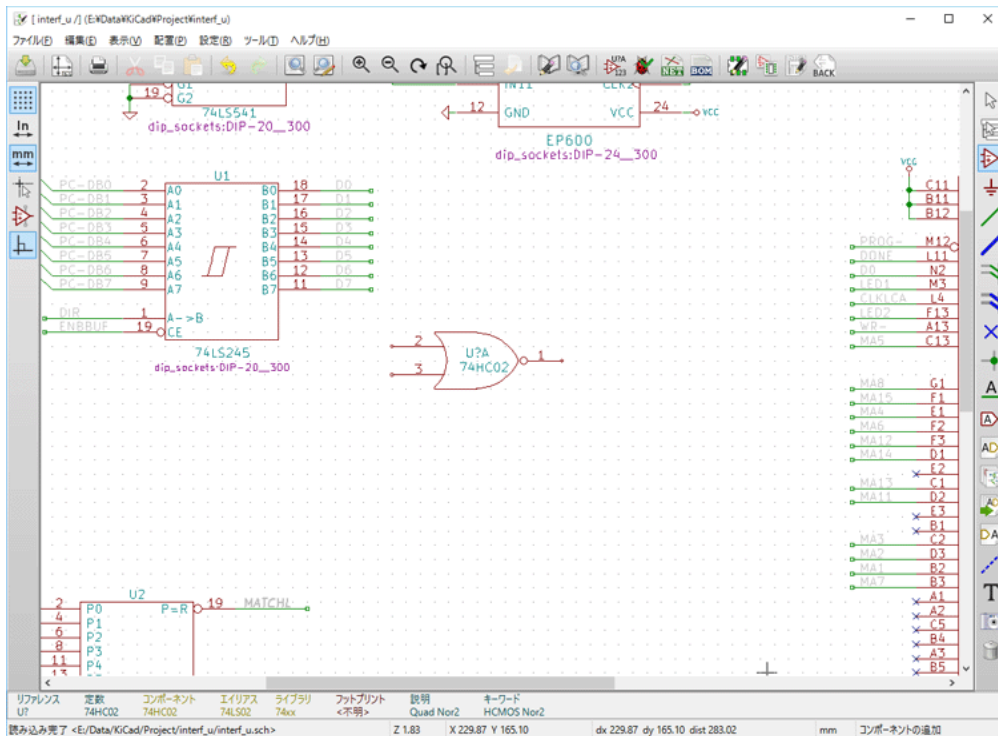 [ interf_u /] (E:¥Data¥KiCad¥Project¥interf_u)
ファイル(F) 編集(E) 表示(V) 配置(P) 設定(R) ツール(T) ヘルプ(H)
U?A
123
NET
BOM
BACK
In
mm
G1
19 G2
74LS541
dip_sockets:DIP-20__300
IN11 CLK2
12 GND VCC 24 VCC
EP600
dip_sockets:DIP-24__300
U1
PC-DB0 2 A0 B0 18 D0
PC-DB1 3 A1 B1 17 D1
PC-DB2 4 A2 B2 16 D2
PC-DB3 5 A3 B3 15 D3
PC-DB4 6 A4 B4 14 D4
PC-DB5 7 A5 B5 13 D5
PC-DB6 8 A6 B6 12 D6
PC-DB7 9 A7 B7 11 D7
DIR 1 A->B
ENBBUF 19 CE
74LS245
dip_sockets:DIP-20__300
2 U?A 1
3 74HC02
VCC
C11
B11
B12
PROG- M12
DONE L11
D0 N2
LED1 M3
CLKLCA L4
LED2 F13
WR- A13
MA5 C13
MA8 G1
MA15 F1
MA4 E1
MA6 F2
MA12 F3
MA14 D1
E2
MA13 C1
MA11 D2
E3
B1
MA3 C2
MA2 D3
MA1 B2
MA7 B3
A1
A2
C5
B4
A3
B5
U2
2 P0 P=R 19 MATCHL
4 P1
6 P2
8 P3
11 P4
13
リファレンス 定数 コンポーネント エイリアス ライブラリ フットプリント 説明 キーワード
U? 74HC02 74HC02 74LS02 74xx <不明> Quad Nor2 HCMOS Nor2
読み込み完了 <E:/Data/KiCad/Project/interf_u/interf_u.sch> Z 1.83 X 229.87 Y 165.10 dx 229.87 dy 165.10 dist 283.02 mm コンポーネントの追加